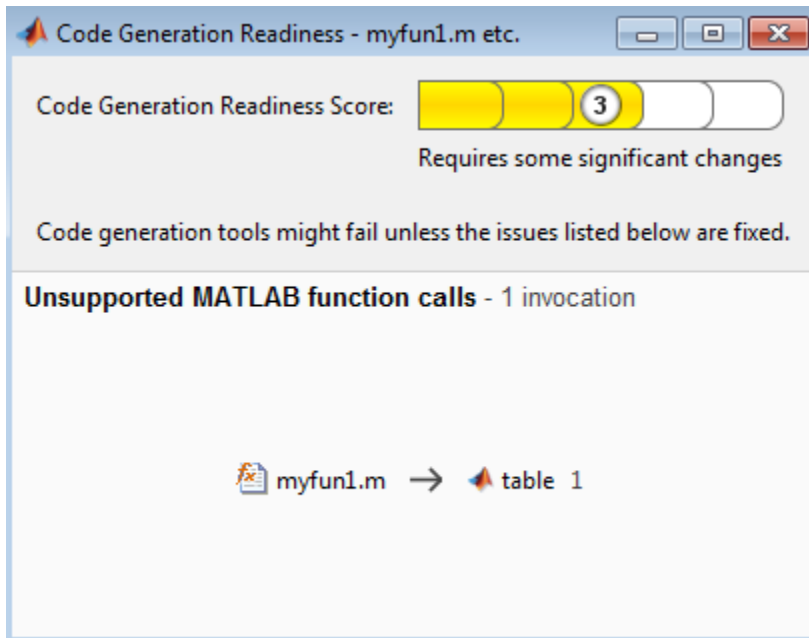 Code Generation Readiness - myfun1.m etc.
Code Generation Readiness Score:
3
Requires some significant changes
Code generation tools might fail unless the issues listed below are fixed.
Unsupported MATLAB function calls - 1 invocation
myfun1.m → table 1